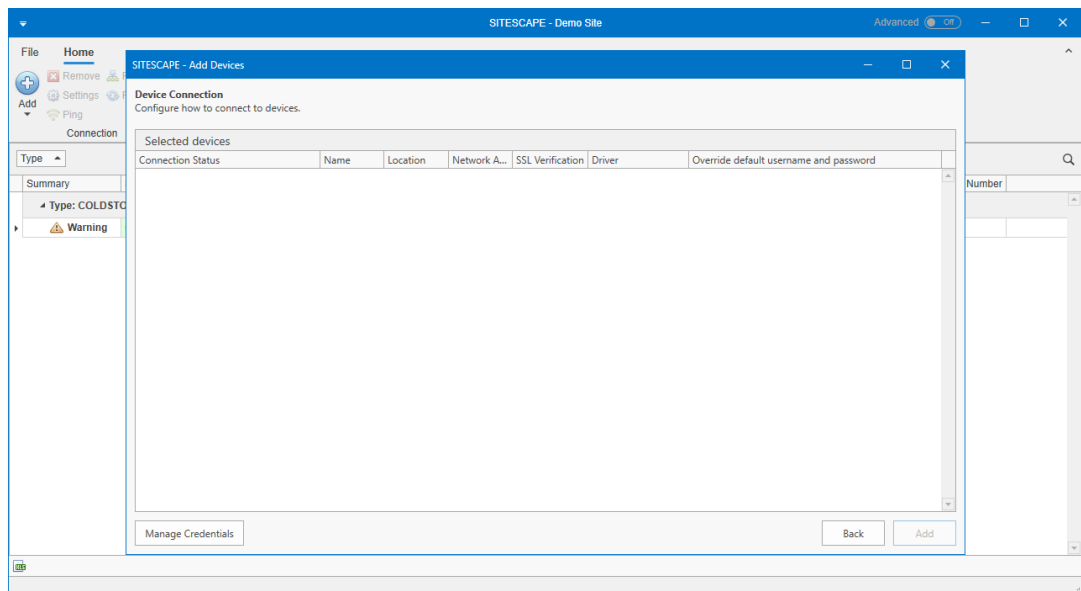 SITESCAPE - Demo Site
Advanced Off
File Home
Add
Remove
Settings
Ping
Connection
SITESCAPE - Add Devices
Device Connection
Configure how to connect to devices.
Selected devices
Connection Status Name Location Network A... SSL Verification Driver Override default username and password
Type
Summary Number
Type: COLDSTO
Warning
Manage Credentials Back Add